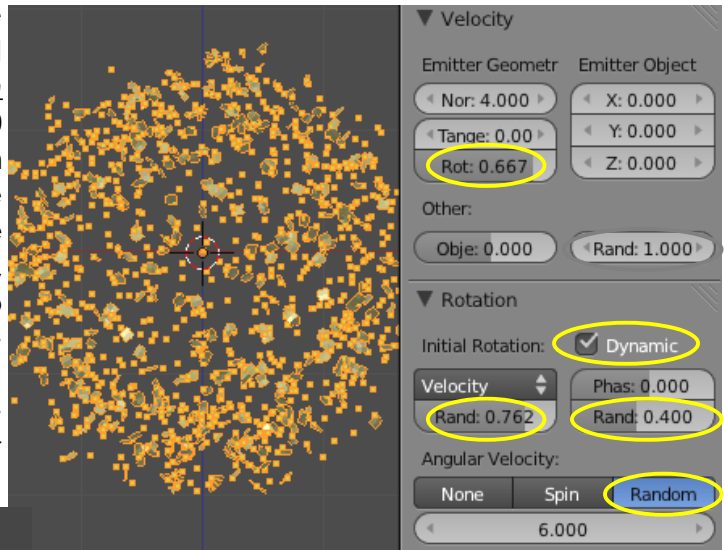 Velocity
Emitter Geometr Emitter Object
Nor: 4.000 X: 0.000
Tange: 0.00 Y: 0.000
Rot: 0.667 Z: 0.000
Other:
Obje: 0.000 Rand: 1.000
Rotation
Initial Rotation: Dynamic
Velocity Phas: 0.000
Rand: 0.762 Rand: 0.400
Angular Velocity:
None Spin Random
6.000